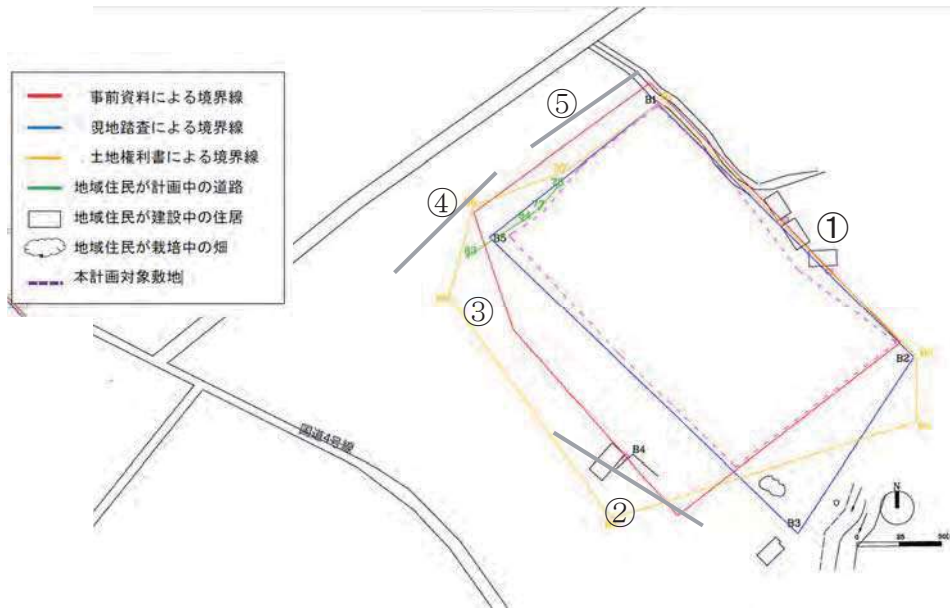 事前資料による境界線
現地踏査による境界線
土地権利書による境界線
地域住民が計画中の道路
地域住民が建設中の住居
地域住民が栽培中の畑
本計画対象敷地
⑤
B1
④
①
B5
③
B2
国道4号線
B4
②
B3
N
0
25